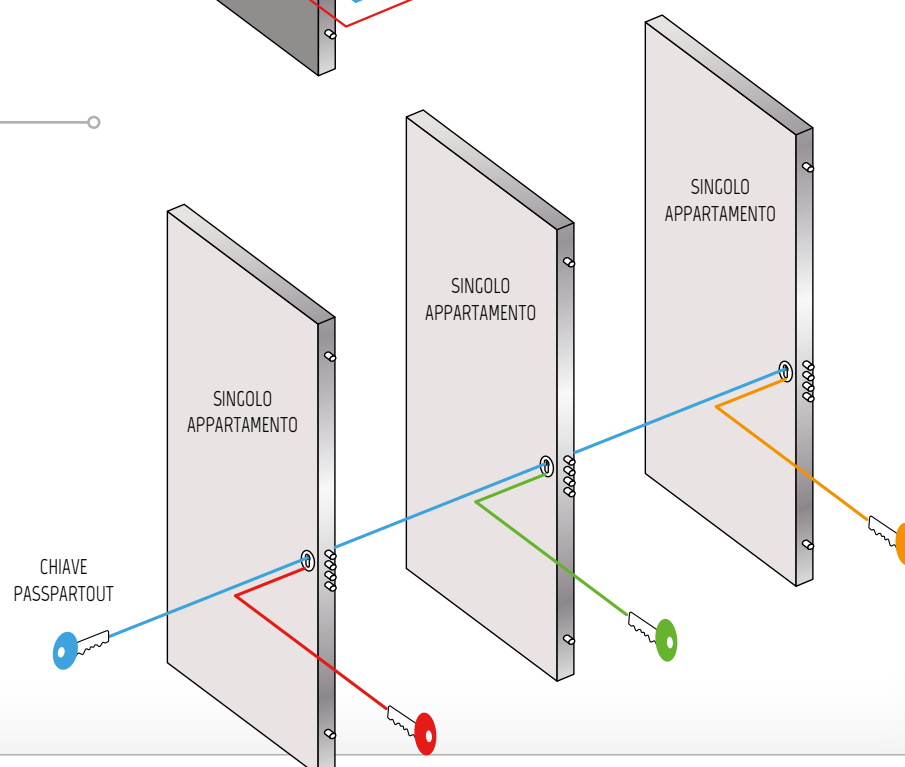 SINGOLO
APPARTAMENTO
SINGOLO
APPARTAMENTO
SINGOLO
APPARTAMENTO
CHIAVE
PASSPARTOUT